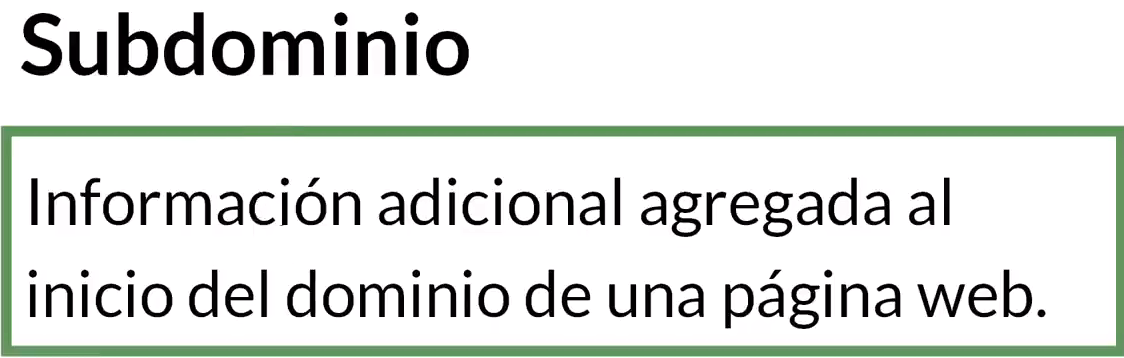 Subdominio
Información adicional agregada al
inicio del dominio de una página web.